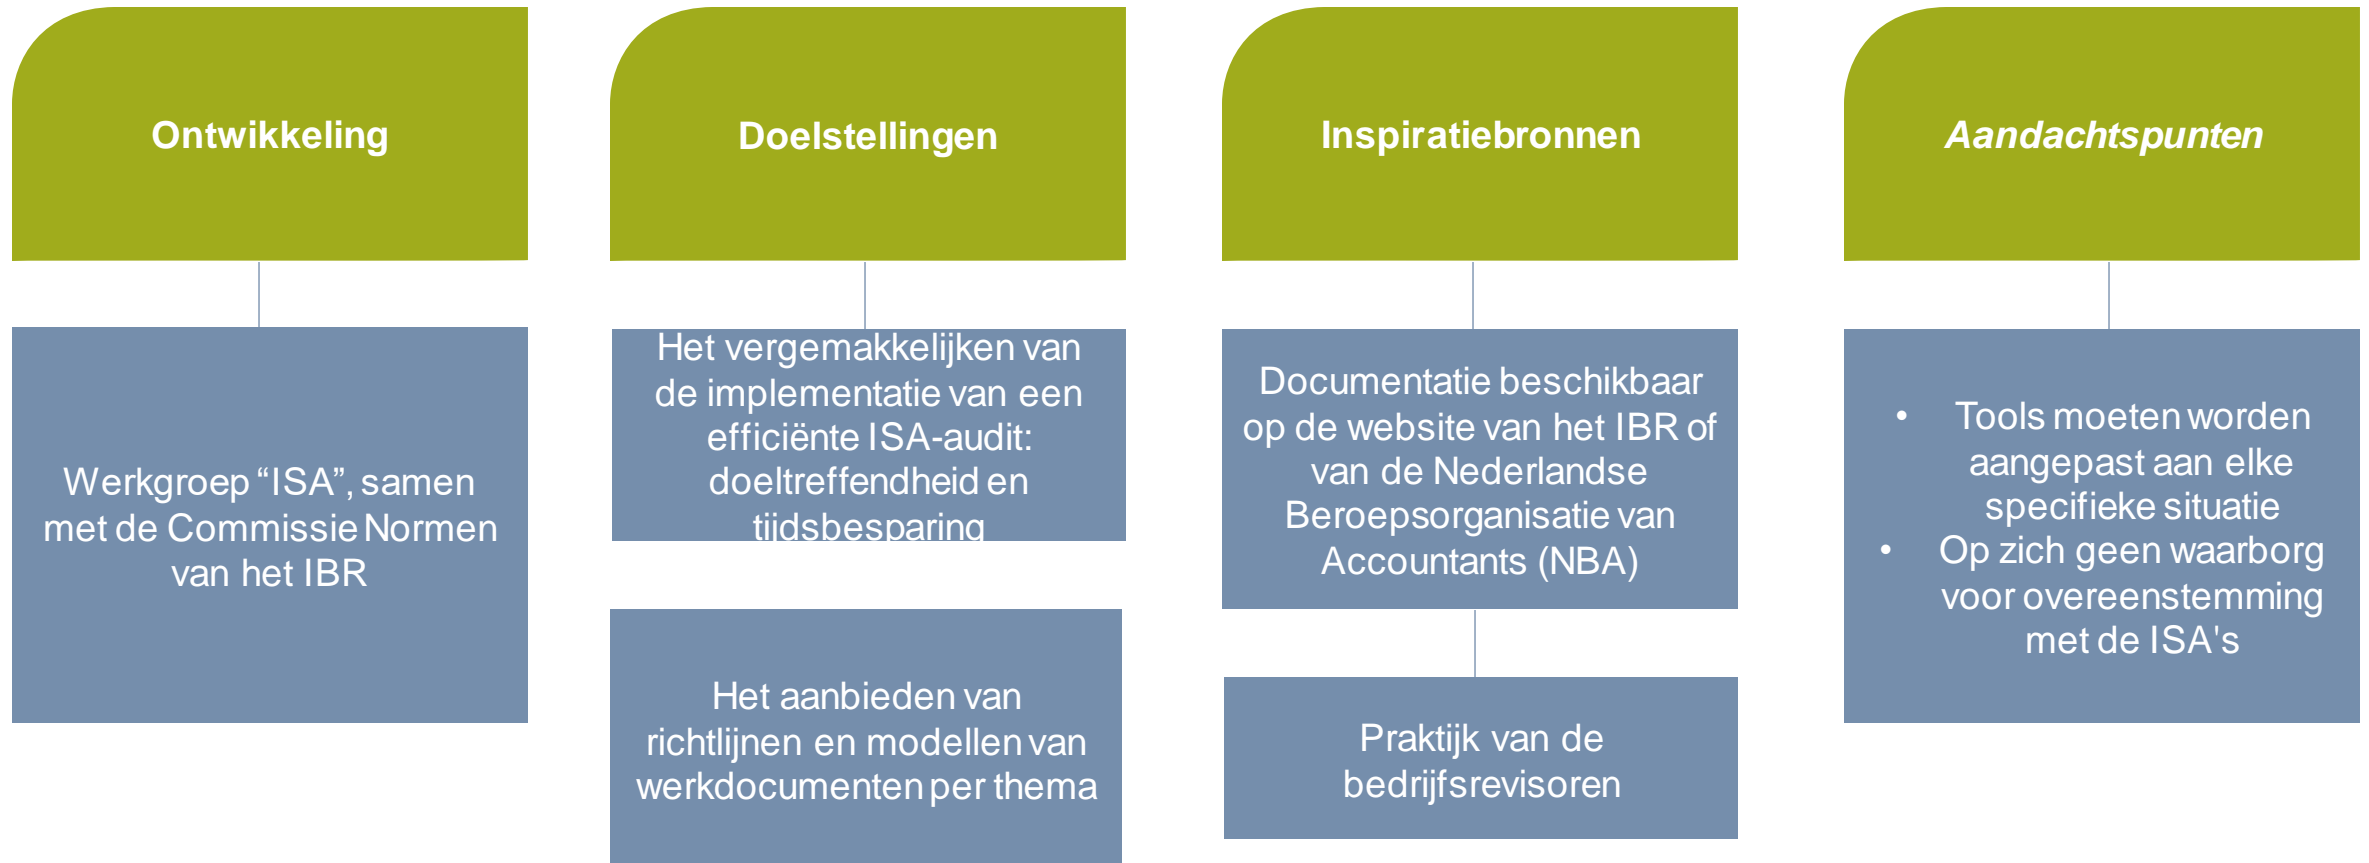 Ontwikkeling
Werkgroep “ISA”, samen
met de Commissie Normen
van het IBR
Doelstellingen
Het vergemakkelijken van
de implementatie van een
efficiënte ISA-audit:
doeltreffendheid en
tijdsbesparing
Het aanbieden van
richtlijnen en modellen van
werkdocumenten per thema
Inspiratiebronnen
Documentatie beschikbaar
op de website van het IBR of
van de Nederlandse
Beroepsorganisatie van
Accountants (NBA)
Praktijk van de
bedrijfsrevisoren
Aandachtspunten
• Tools moeten worden
aangepast aan elke
specifieke situatie
• Op zich geen waarborg
voor overeenstemming
met de ISA's